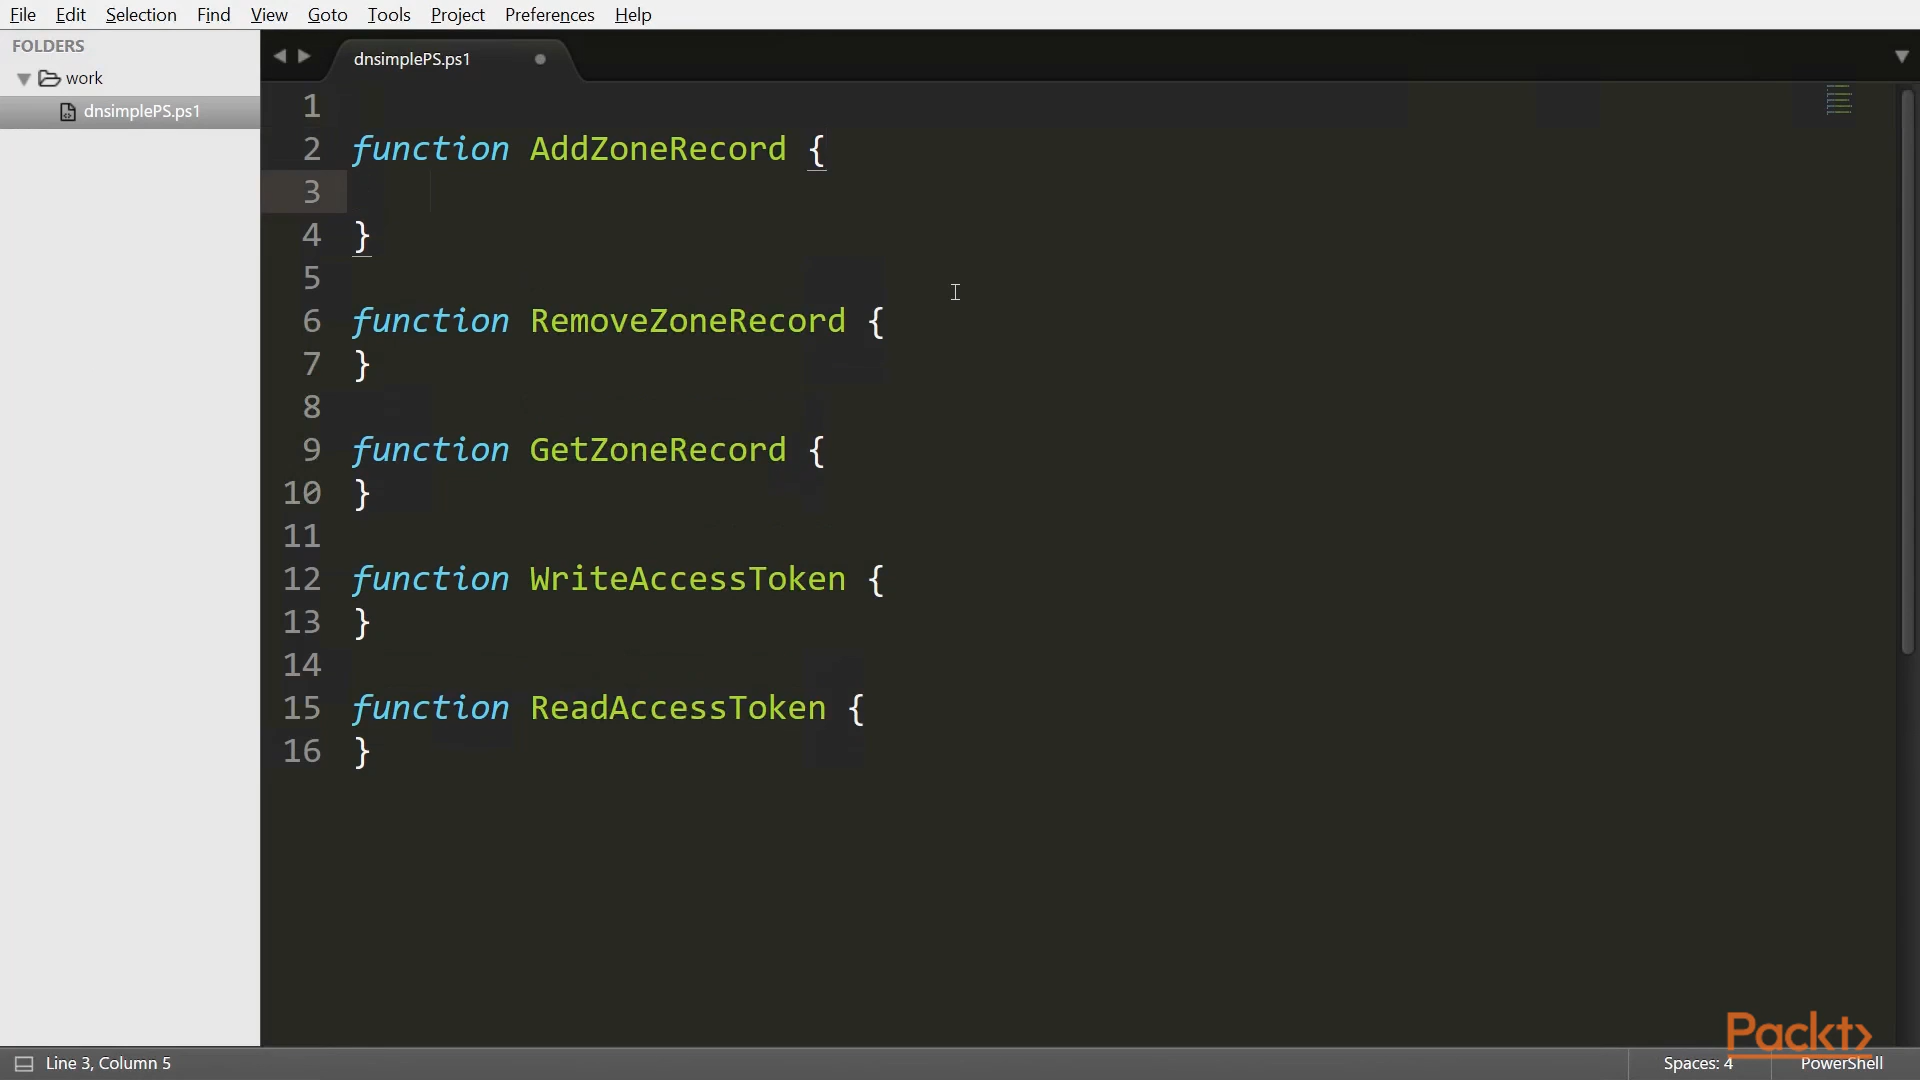 File Edit Selection Find View Goto Tools Project Preferences Help
FOLDERS
work
dnsimplePS.ps1
dnsimplePS.ps1
1
2 function AddZoneRecord {
3
4 }
5
6 function RemoveZoneRecord {
7 }
8
9 function GetZoneRecord {
10 }
11
12 function WriteAccessToken {
13 }
14
15 function ReadAccessToken {
16 }
Packt>
Line 3, Column 5
Spaces: 4
PowerShell